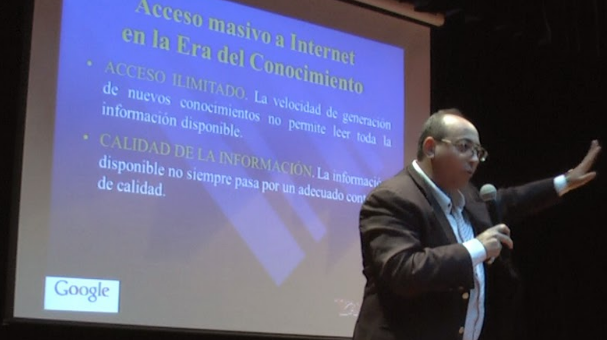 Acceso masivo a Internet
en la Era del Conocimiento
• ACCESO ILIMITADO. La velocidad de generación
de nuevos conocimientos no permite leer toda la
información disponible.
• CALIDAD DE LA INFORMACIÓN. La
disponible no siempre pasa por un adecuado
de calidad.
Google